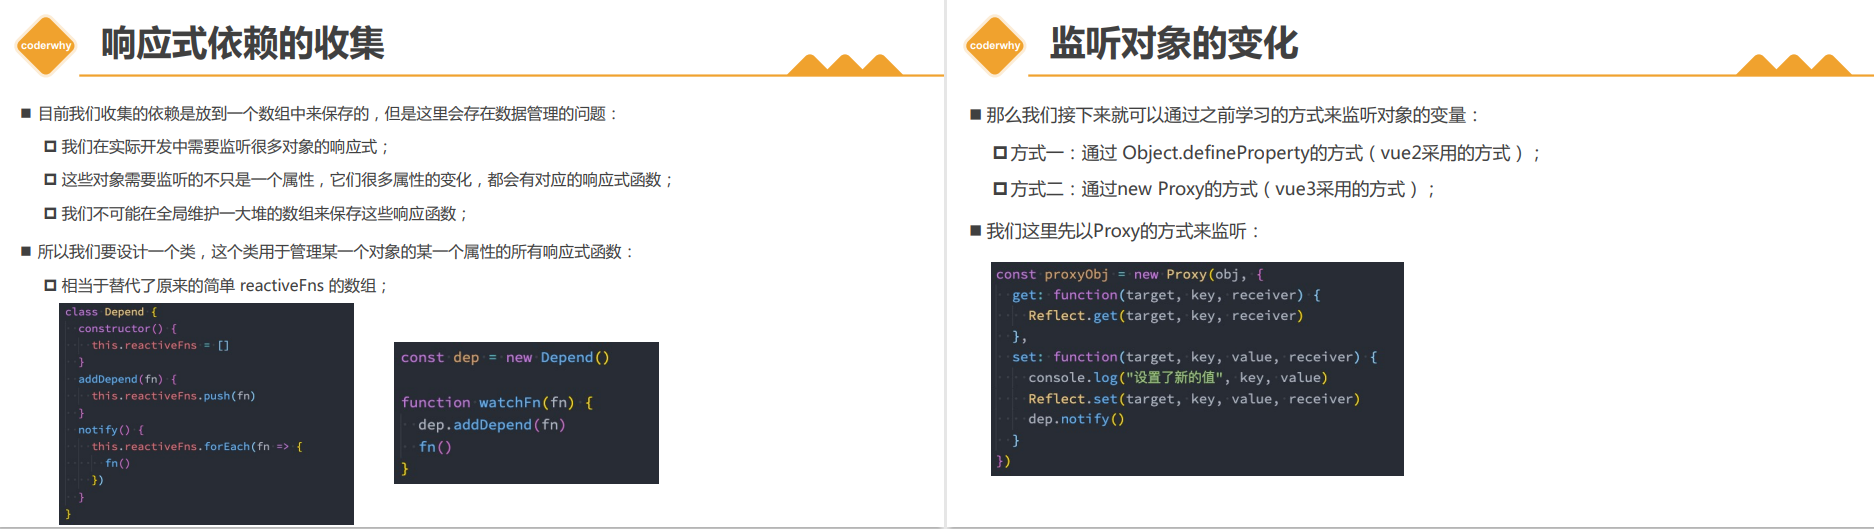 coderwhy
响应式依赖的收集
目前我们收集的依赖是放到一个数组中来保存的，但是这里会存在数据管理的问题：
我们在实际开发中需要监听很多对象的响应式；
这些对象需要监听的不只是一个属性，它们很多属性的变化，都会有对应的响应式函数；
我们不可能在全局维护一大堆的数组来保存这些响应函数；
所以我们要设计一个类，这个类用于管理某一个对象的某一个属性的所有响应式函数：
相当于替代了原来的简单 reactiveFns 的数组；
class Depend {
constructor() {
this.reactiveFns = []
}
addDepend(fn) {
this.reactiveFns.push(fn)
}
notify() {
this.reactiveFns.forEach(fn => {
fn()
})
}
}
const dep = new Depend()
function watchFn(fn) {
dep.addDepend(fn)
fn()
}
coderwhy
监听对象的变化
那么我们接下来就可以通过之前学习的方式来监听对象的变量：
方式一：通过 Object.defineProperty的方式（vue2采用的方式）；
方式二：通过new Proxy的方式（vue3采用的方式）；
我们这里先以Proxy的方式来监听：
const proxyObj = new Proxy(obj, {
get: function(target, key, receiver) {
Reflect.get(target, key, receiver)
},
set: function(target, key, value, receiver) {
console.log("设置了新的值", key, value)
Reflect.set(target, key, value, receiver)
dep.notify()
}
})